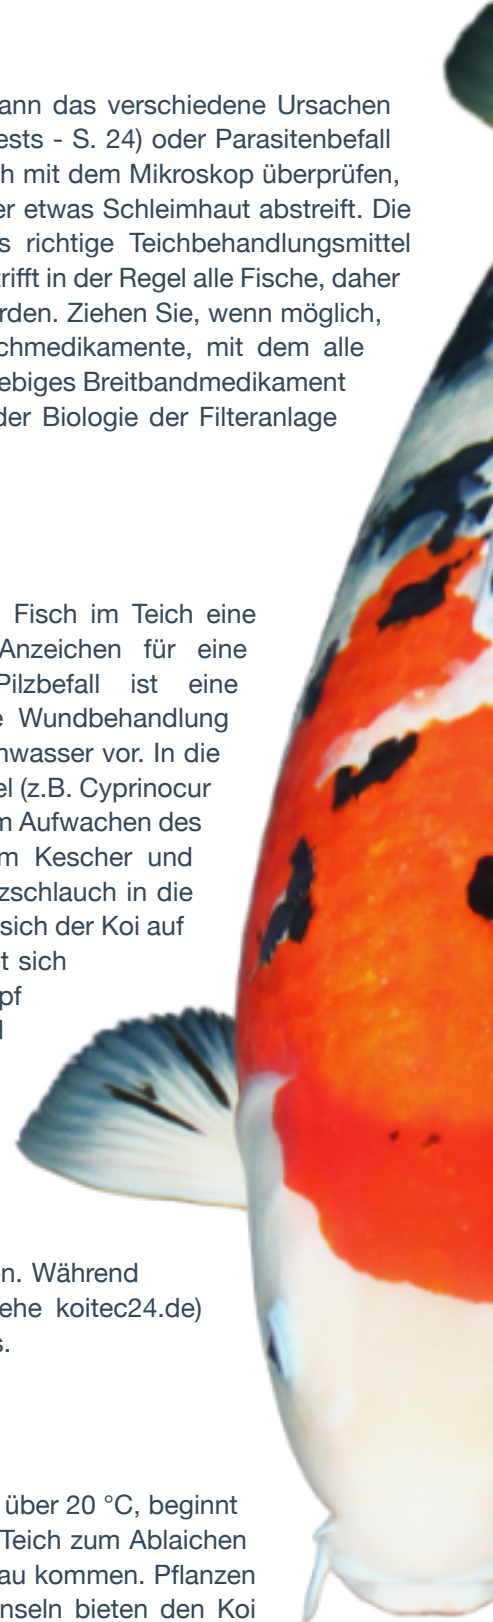 ann das verschiedene Ursachen
ests - S. 24) oder Parasitenbefall
h mit dem Mikroskop überprüfen,
er etwas Schleimhaut abstreift. Die
s richtige Teichbehandlungsmittel
rifft in der Regel alle Fische, daher
rden. Ziehen Sie, wenn möglich,
chmedikamente, mit dem alle
ebiges Breitbandmedikament
der Biologie der Filteranlage
Fisch im Teich eine
Anzeichen für eine
Pilzbefall ist eine
e Wundbehandlung
nwasser vor. In die
el (z.B. Cyprinocur
m Aufwachen des
m Kescher und
zschlauch in die
sich der Koi auf
t sich
pf
n. Während
ehe koitec24.de)
s.
über 20 °C, beginnt
Teich zum Ablaichen
au kommen. Pflanzen
nseln bieten den Koi